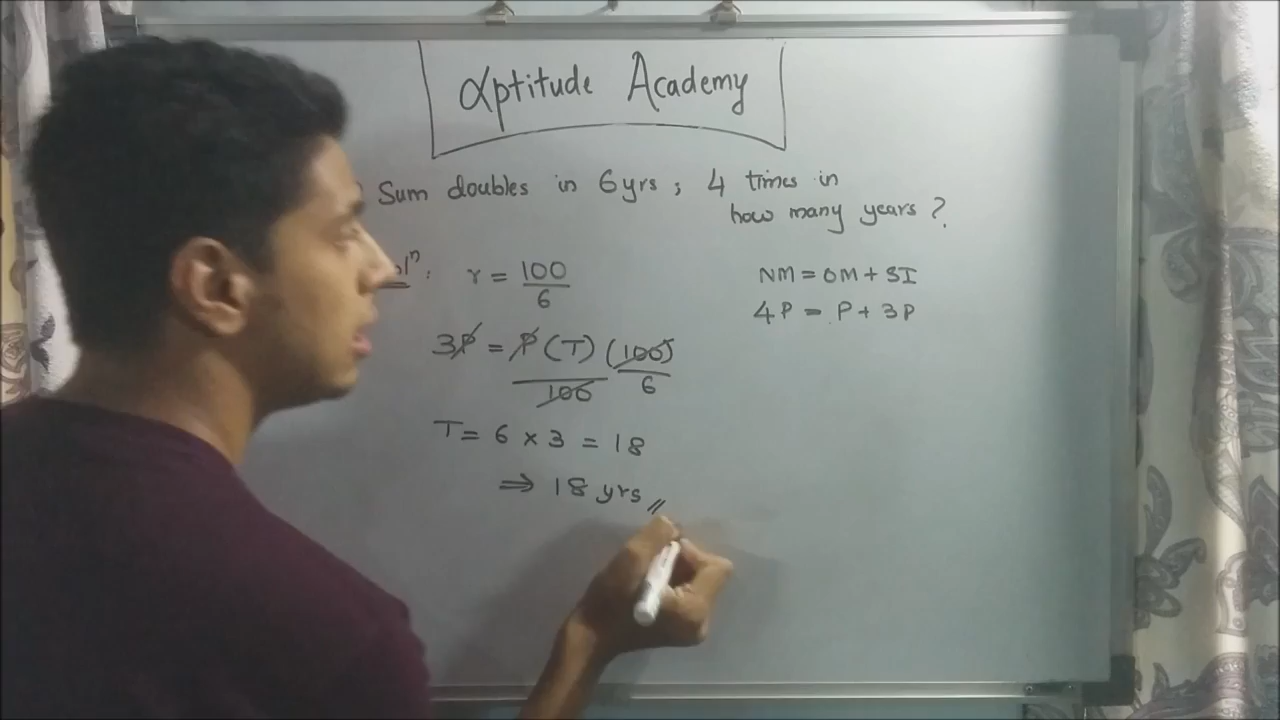 αptitude Academy
Sum doubles in 6yrs ; 4 times in
how many years ?
r = 100/6
NM = OM + SI
4P = P + 3P
3P = P (T) (100) / 100 6
T = 6 × 3 = 18
⇒ 18 yrs //